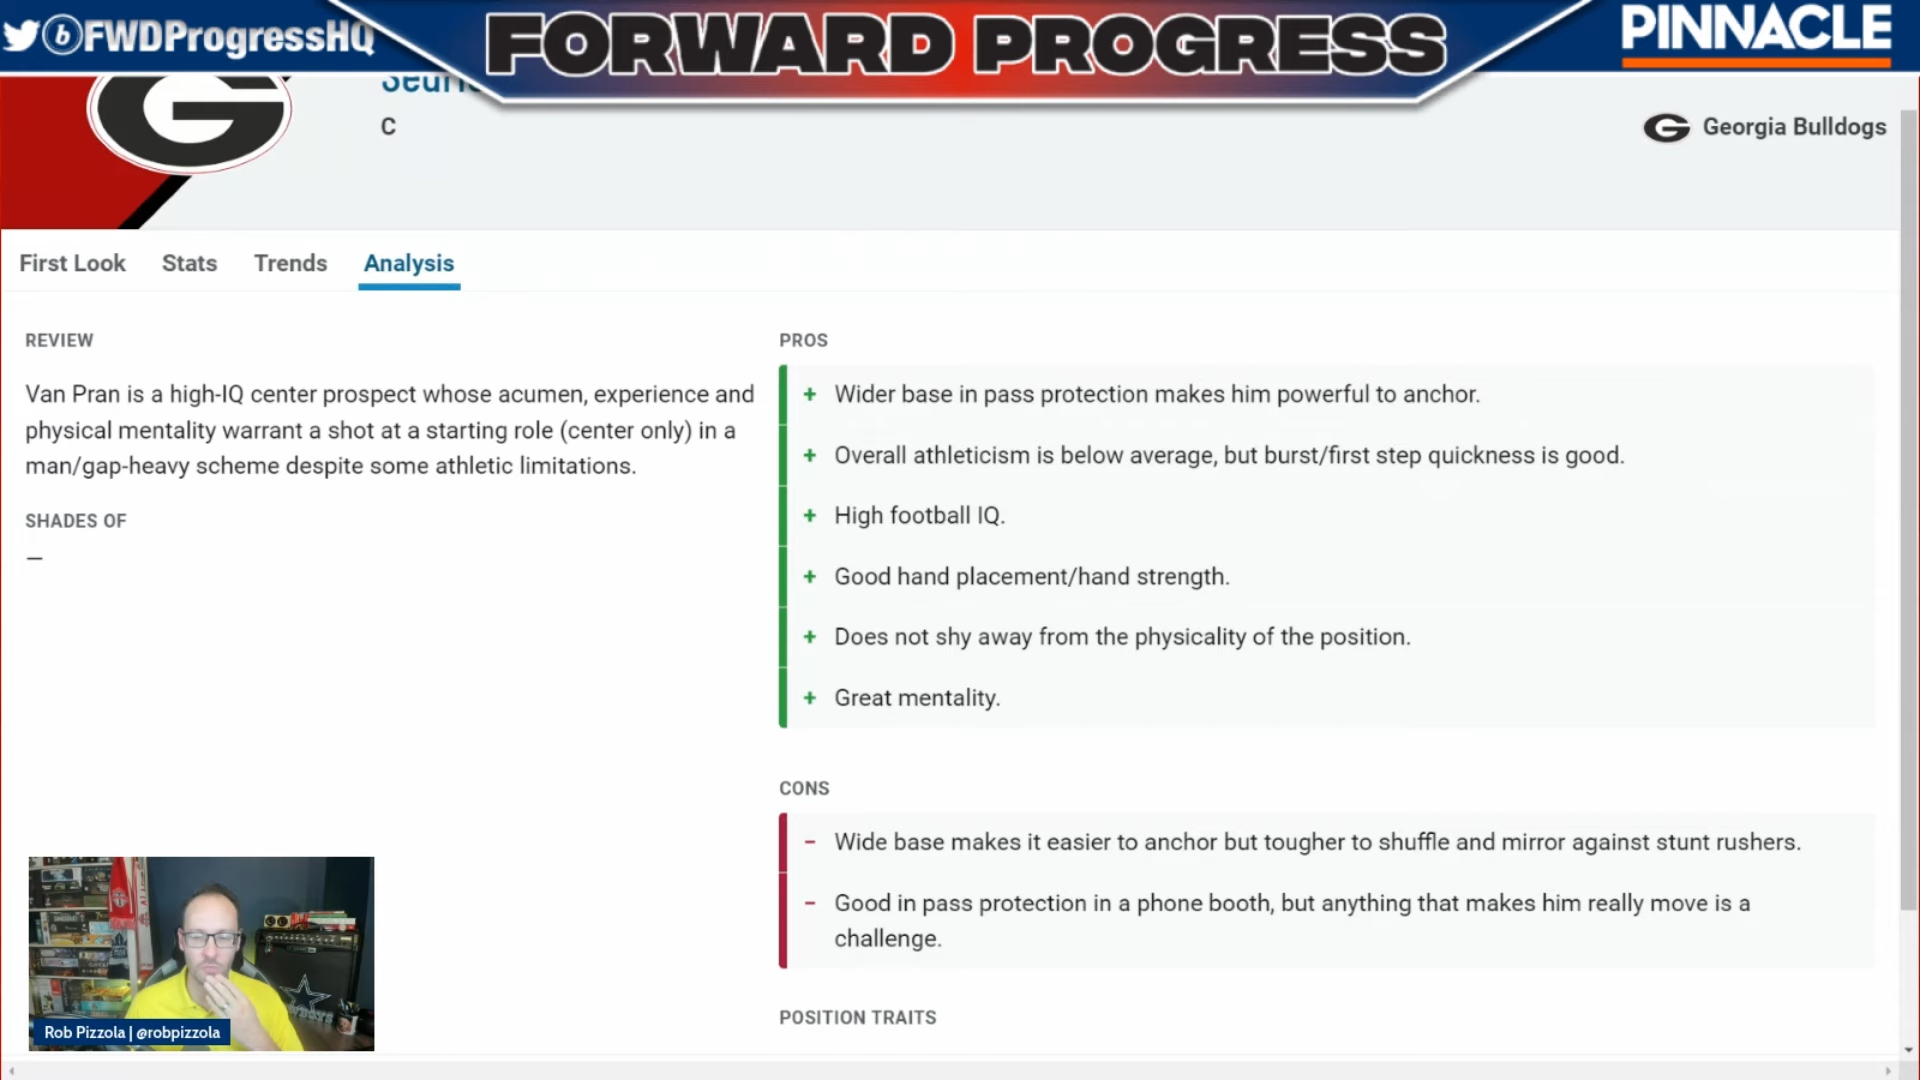 @FWDProgressHQ
FORWARD PROGRESS
PINNACLE
G
C
G Georgia Bulldogs
First Look Stats Trends Analysis
REVIEW
Van Pran is a high-IQ center prospect whose acumen, experience and
physical mentality warrant a shot at a starting role (center only) in a
man/gap-heavy scheme despite some athletic limitations.
SHADES OF
—
PROS
+ Wider base in pass protection makes him powerful to anchor.
+ Overall athleticism is below average, but burst/first step quickness is good.
+ High football IQ.
+ Good hand placement/hand strength.
+ Does not shy away from the physicality of the position.
+ Great mentality.
CONS
- Wide base makes it easier to anchor but tougher to shuffle and mirror against stunt rushers.
- Good in pass protection in a phone booth, but anything that makes him really move is a
challenge.
POSITION TRAITS
Rob Pizzola | @robpizzola